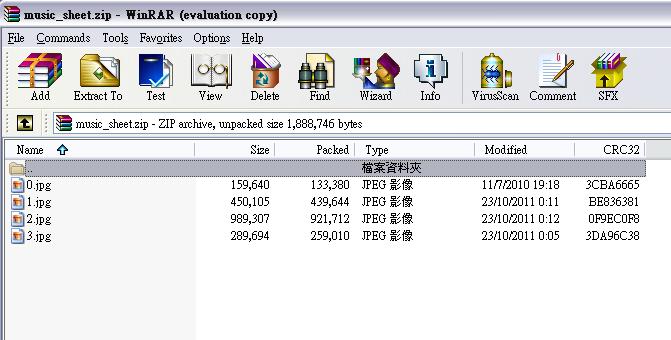 music_sheet.zip - WinRAR (evaluation copy)
File Commands Tools Favorites Options Help
Add Extract To Test View Delete Find Wizard Info VirusScan Comment SFX
music_sheet.zip - ZIP archive, unpacked size 1,888,746 bytes
Name Size Packed Type Modified CRC32
.. 檔案資料夾
0.jpg 159,640 133,380 JPEG 影像 11/7/2010 19:18 3CBA6665
1.jpg 450,105 439,644 JPEG 影像 23/10/2011 0:11 BE836381
2.jpg 989,307 921,712 JPEG 影像 23/10/2011 0:12 0F9EC0F8
3.jpg 289,694 259,010 JPEG 影像 23/10/2011 0:05 3DA96C38